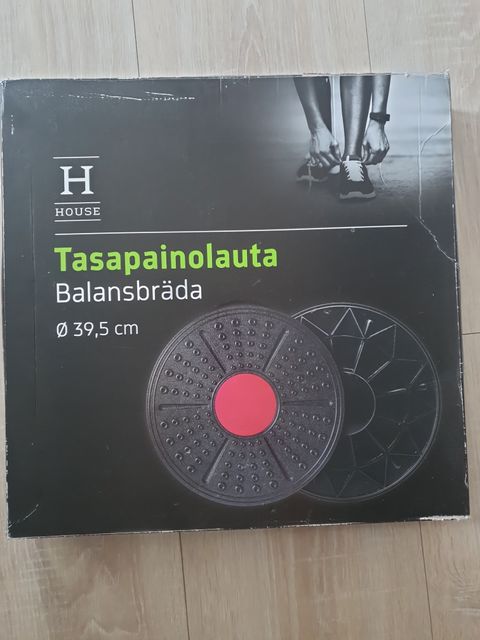 H
HOUSE
Tasapainolauta
Balansbräda
Ø 39,5 cm